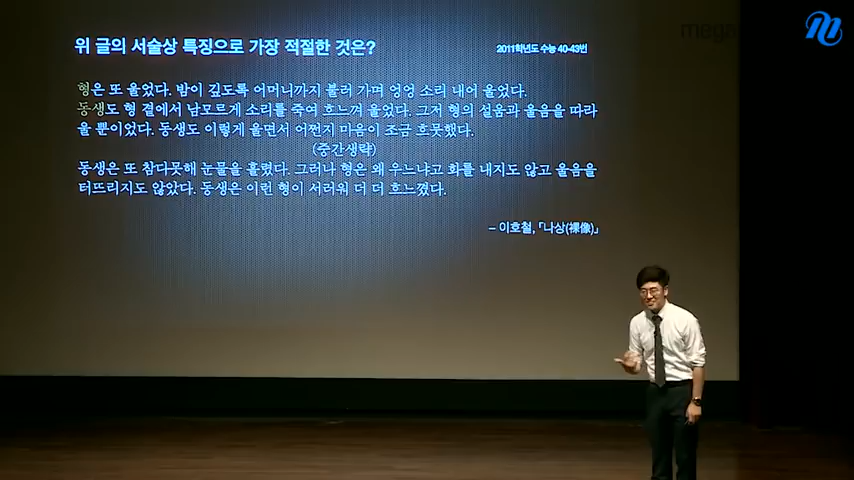 mega
위 글의 서술상 특징으로 가장 적절한 것은?
2011학년도 수능 40-43번
형은 또 울었다. 밤이 깊도록 어머니까지 불러 가며 엉엉 소리 내어 울었다.
동생도 형 곁에서 남모르게 소리를 죽여 흐느껴 울었다. 그저 형의 설움과 울음을 따라
울 뿐이었다. 동생도 이렇게 울면서 어쩐지 마음이 조금 흐뭇했다.
(중간생략)
동생은 또 참다못해 눈물을 흘렸다. 그러나 형은 왜 우느냐고 화를 내지도 않고 울음을
터뜨리지도 않았다. 동생은 이런 형이 서러워 더 더 흐느꼈다.
– 이호철, 「나상(裸像)」